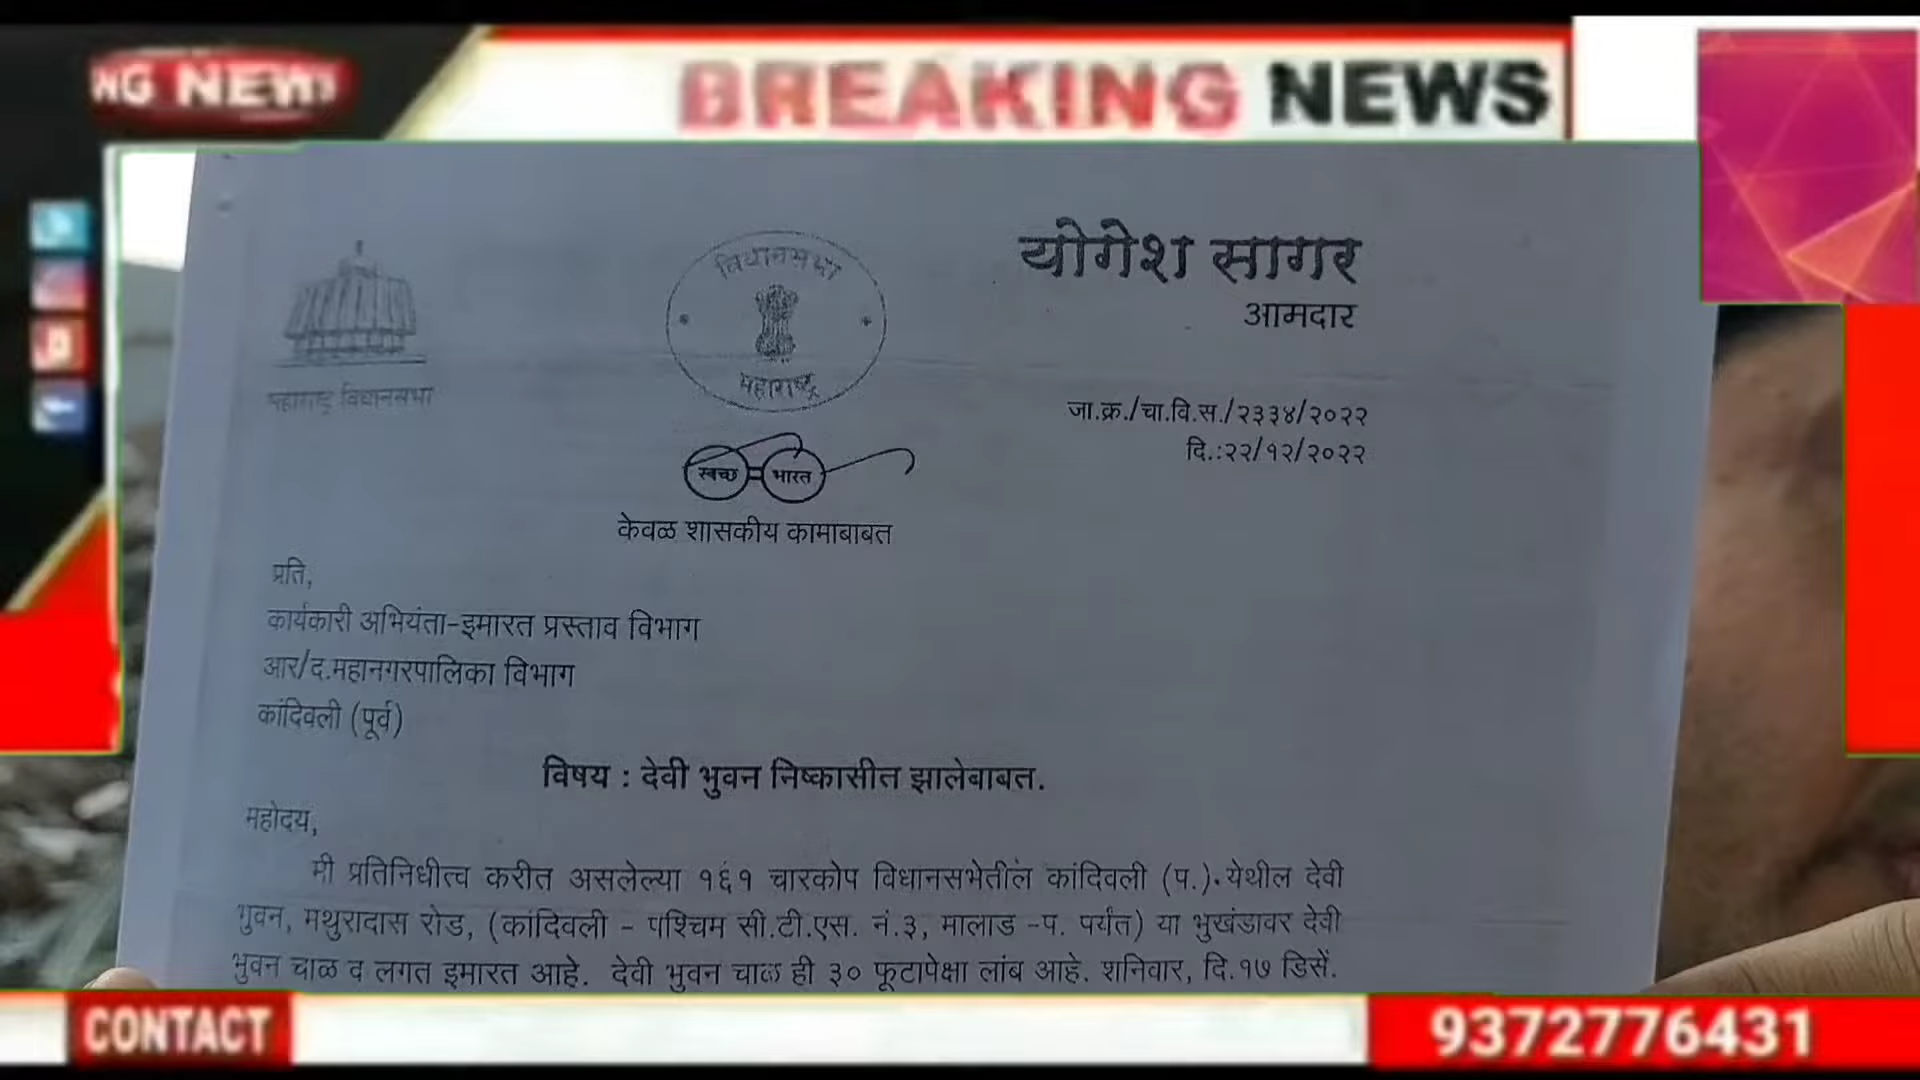 NG NEWS
BREAKING NEWS
योगेश सागर
आमदार
विधानसभा
महाराष्ट्र
महाराष्ट्र विधानसभा
जा.क्र./चा.वि.स./२३३४/२०२२
दि.:२२/१२/२०२२
स्वच्छ भारत
केवळ शासकीय कामाबाबत
प्रति,
कार्यकारी अभियंता-इमारत प्रस्ताव विभाग
आर/द.महानगरपालिका विभाग
कांदिवली (पूर्व)
विषय : देवी भुवन निष्कासीत झालेबाबत.
महोदय,
मी प्रतिनिधीत्व करीत असलेल्या १६१ चारकोप विधानसभेतील कांदिवली (प.). येथील देवी
भुवन, मथुरादास रोड, (कांदिवली - पश्चिम सी.टी.एस. नं.३, मालाड -प. पर्यंत) या भुखंडावर देवी
भुवन चाळ व लगत इमारत आहे. देवी भुवन चाळ ही ३० फूटापेक्षा लांब आहे. शनिवार, दि.१७ डिसें.
CONTACT
9372776431